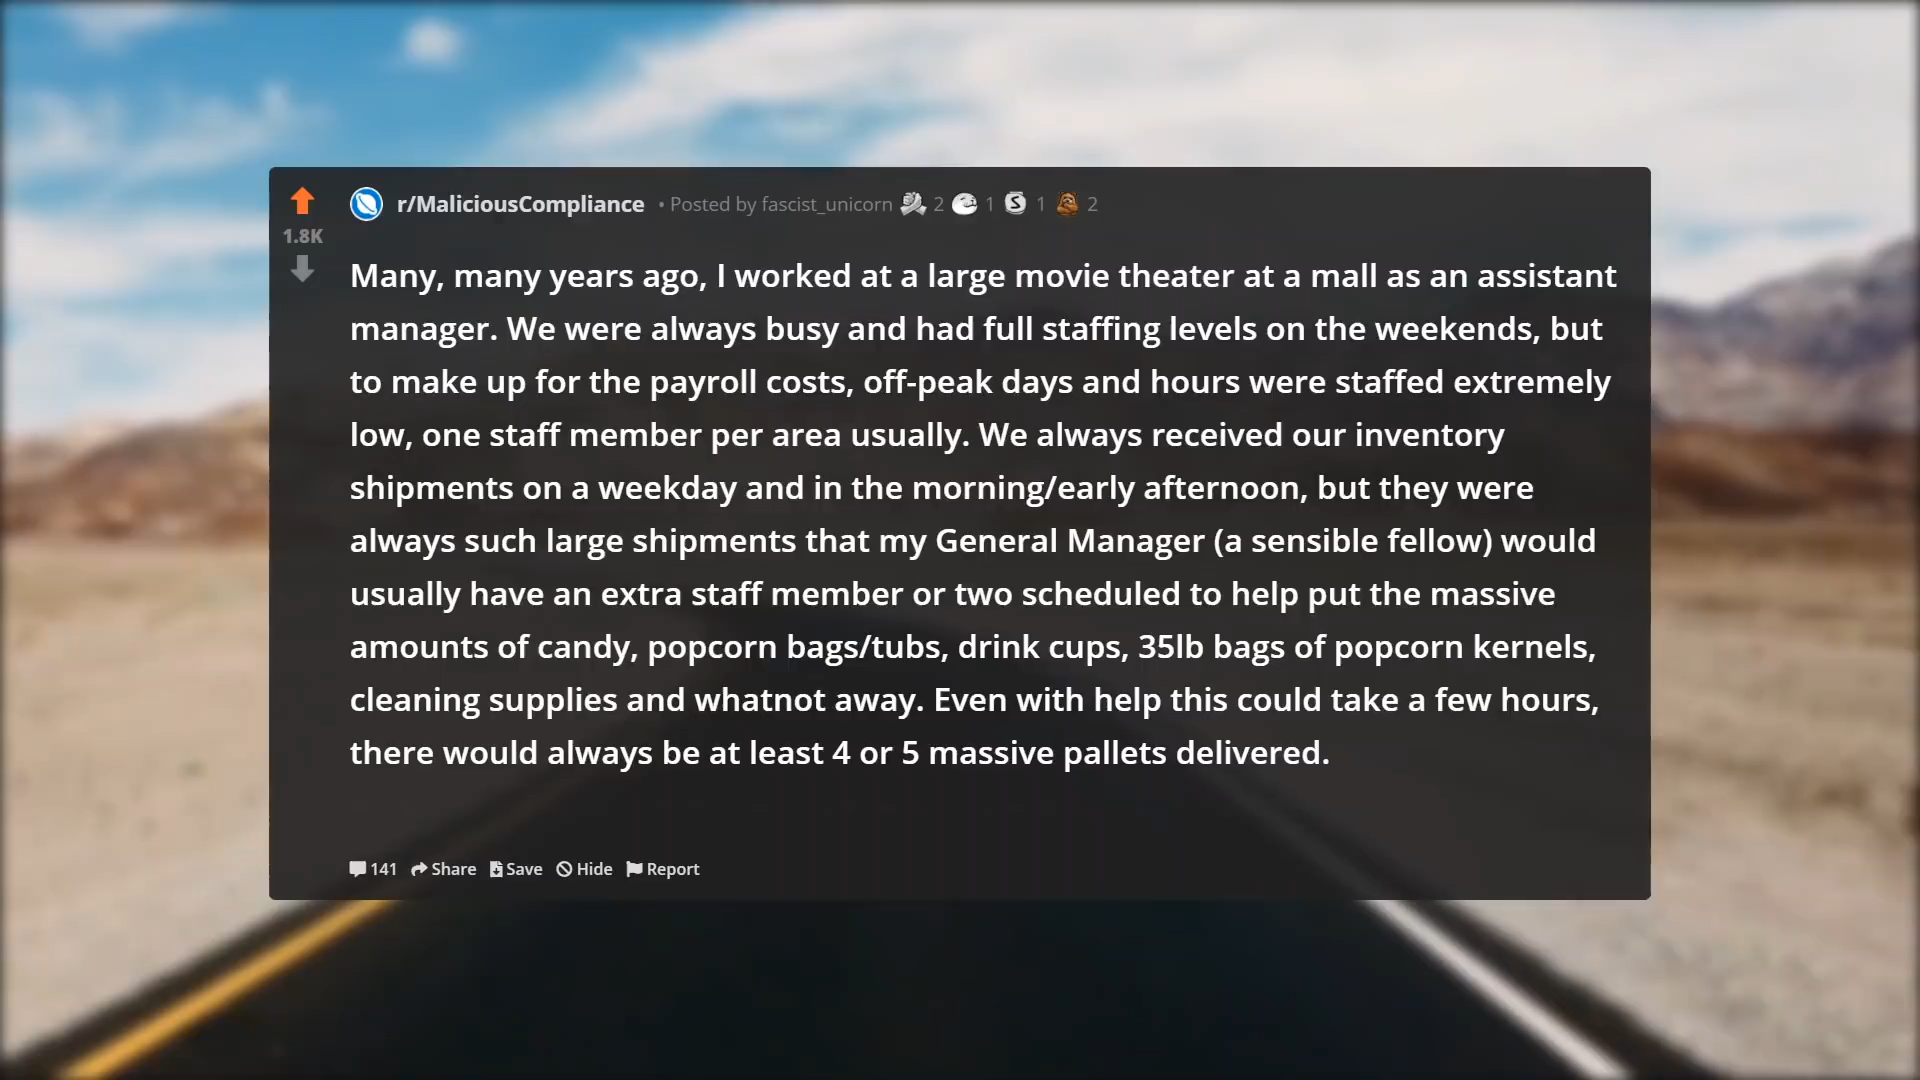 r/MaliciousCompliance • Posted by fascist_unicorn 2 1 1 2
1.8K
Many, many years ago, I worked at a large movie theater at a mall as an assistant
manager. We were always busy and had full staffing levels on the weekends, but
to make up for the payroll costs, off-peak days and hours were staffed extremely
low, one staff member per area usually. We always received our inventory
shipments on a weekday and in the morning/early afternoon, but they were
always such large shipments that my General Manager (a sensible fellow) would
usually have an extra staff member or two scheduled to help put the massive
amounts of candy, popcorn bags/tubs, drink cups, 35lb bags of popcorn kernels,
cleaning supplies and whatnot away. Even with help this could take a few hours,
there would always be at least 4 or 5 massive pallets delivered.
141 Share Save Hide Report